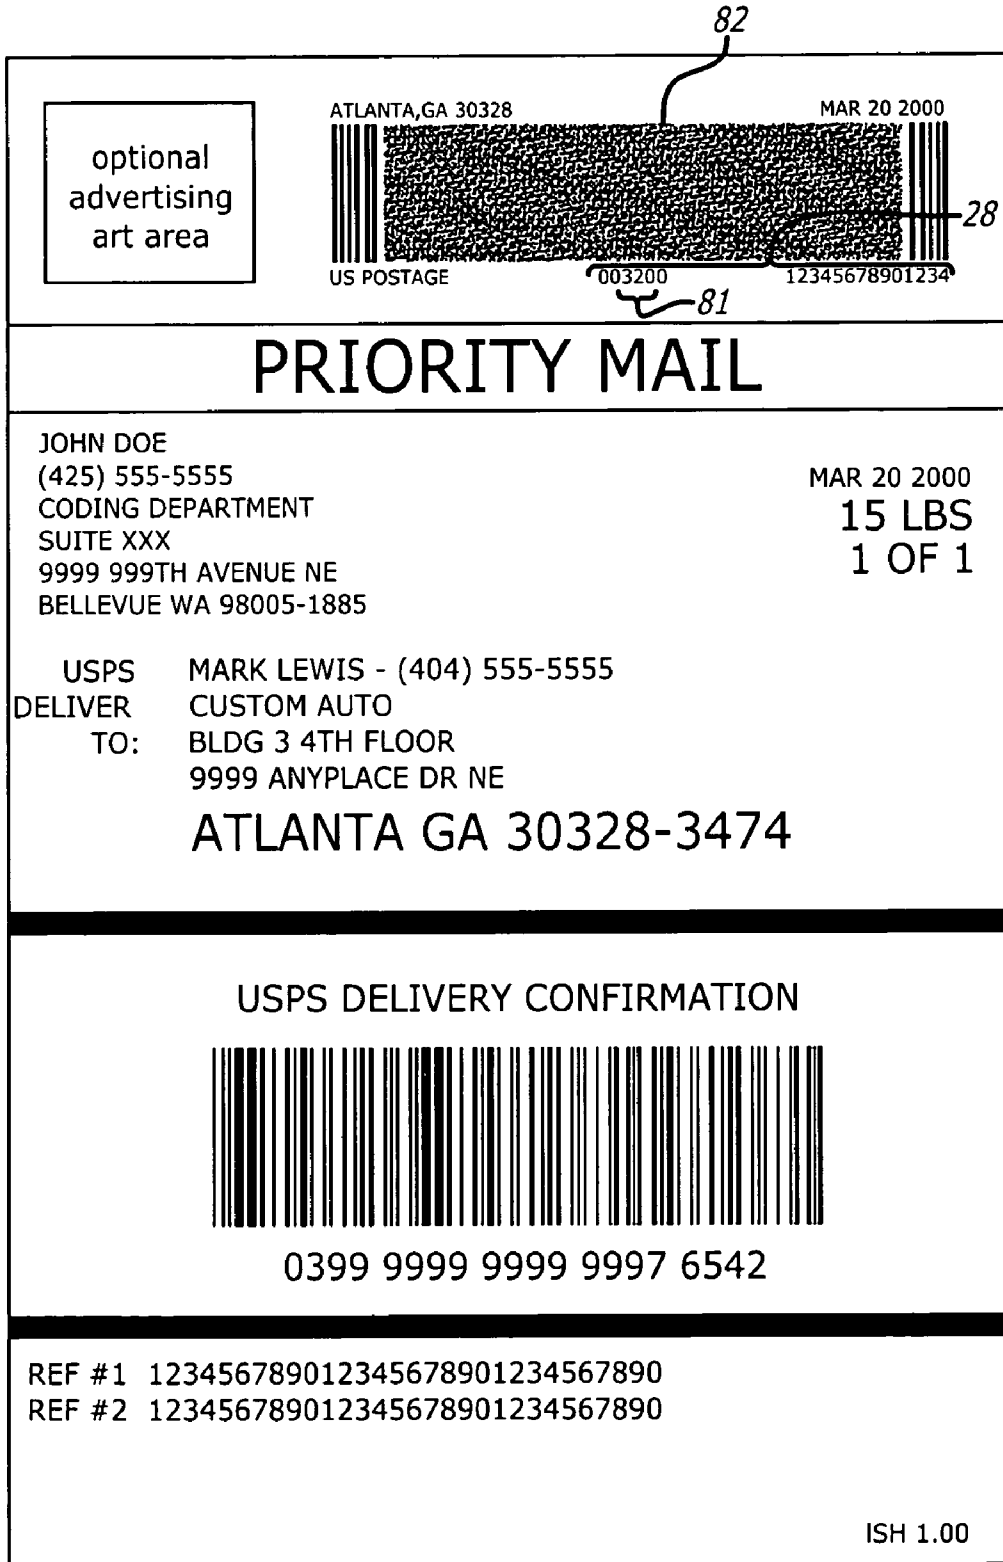 82
optional
advertising
art area
ATLANTA,GA 30328 MAR 20 2000
28
US POSTAGE 003200 12345678901234
81
PRIORITY MAIL
JOHN DOE
(425) 555-5555
CODING DEPARTMENT
SUITE XXX
9999 999TH AVENUE NE
BELLEVUE WA 98005-1885
MAR 20 2000
15 LBS
1 OF 1
USPS MARK LEWIS - (404) 555-5555
DELIVER CUSTOM AUTO
TO: BLDG 3 4TH FLOOR
9999 ANYPLACE DR NE
ATLANTA GA 30328-3474
USPS DELIVERY CONFIRMATION
0399 9999 9999 9997 6542
REF #1 123456789012345678901234567890
REF #2 123456789012345678901234567890
ISH 1.00